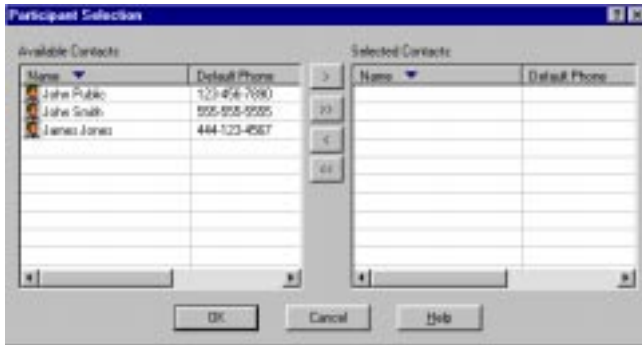 Participant Selection
Available Contacts
Selected Contacts
Name Default Phone
John Public 123-456-7890
John Smith 555-555-5555
James Jones 444-123-4567
>
>>
<
<<
Name Default Phone
OK Cancel Help